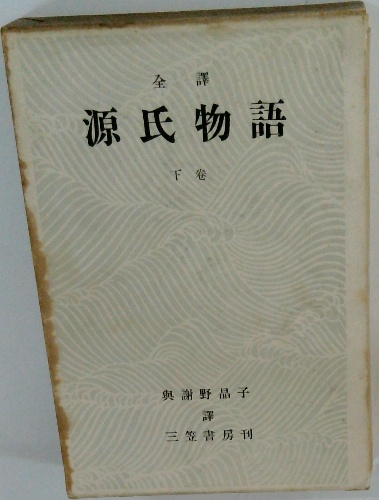 全譯
源氏物語
下卷
與謝野晶子
譯
三笠書房刊